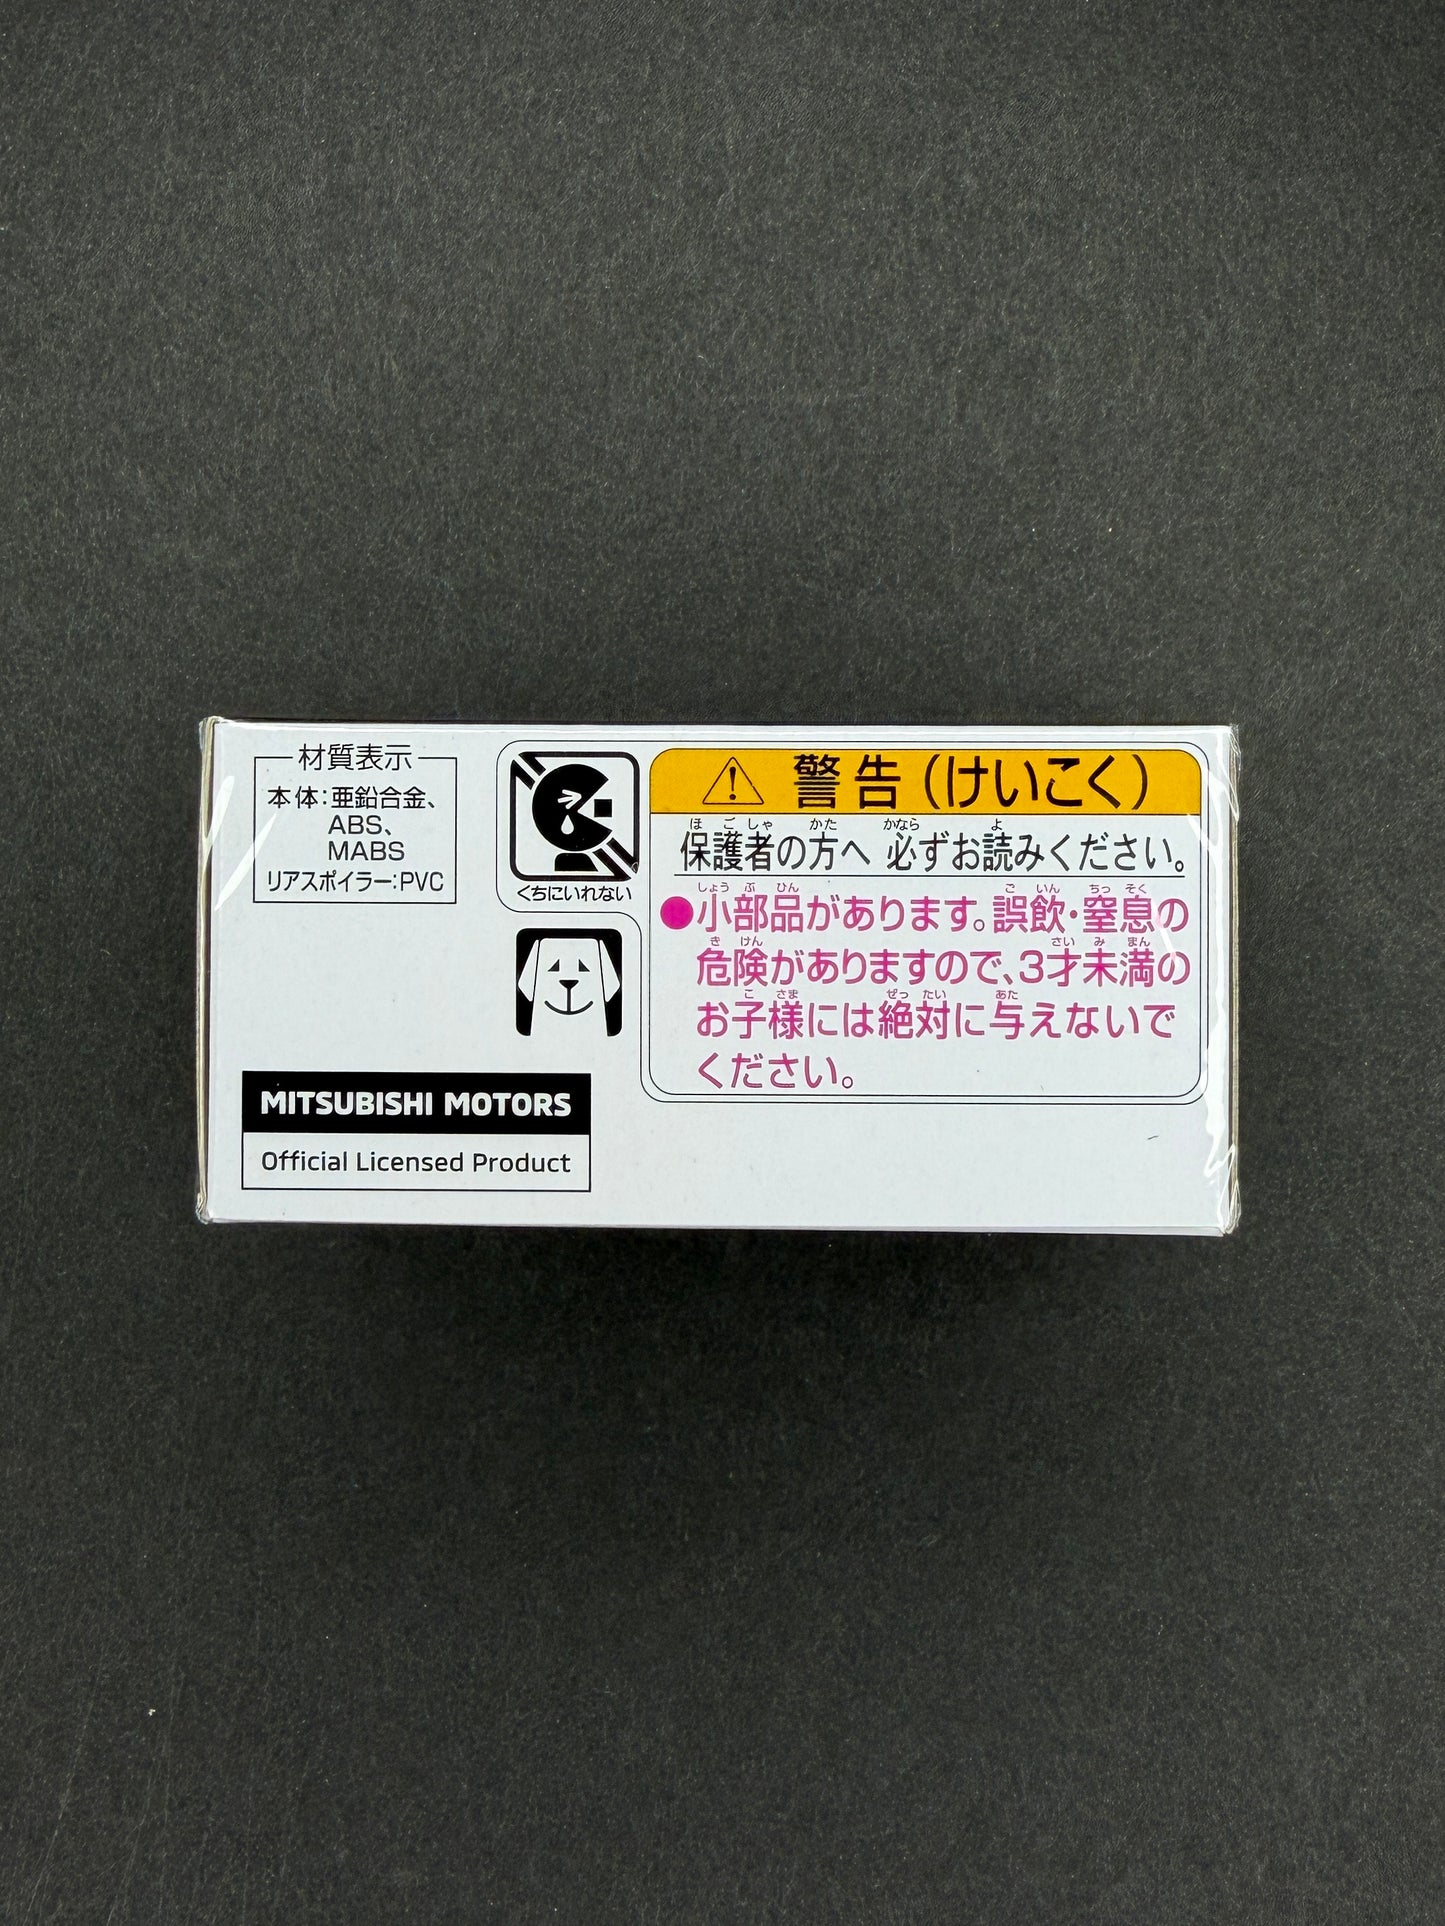 材質表示
本体:亜鉛合金、
ABS、
MABS
リアスポイラー:PVC
くちにいれない
MITSUBISHI MOTORS
Official Licensed Product
警告(けいこく)
ほごしゃ かた かなら よ
保護者の方へ 必ずお読みください。
しょうぶひん ごいん ちっそく
●小部品があります。誤飲・窒息の
きけん さいみまん
危険がありますので、3才未満の
こさま ぜったい あた
お子様には絶対に与えないで
ください。